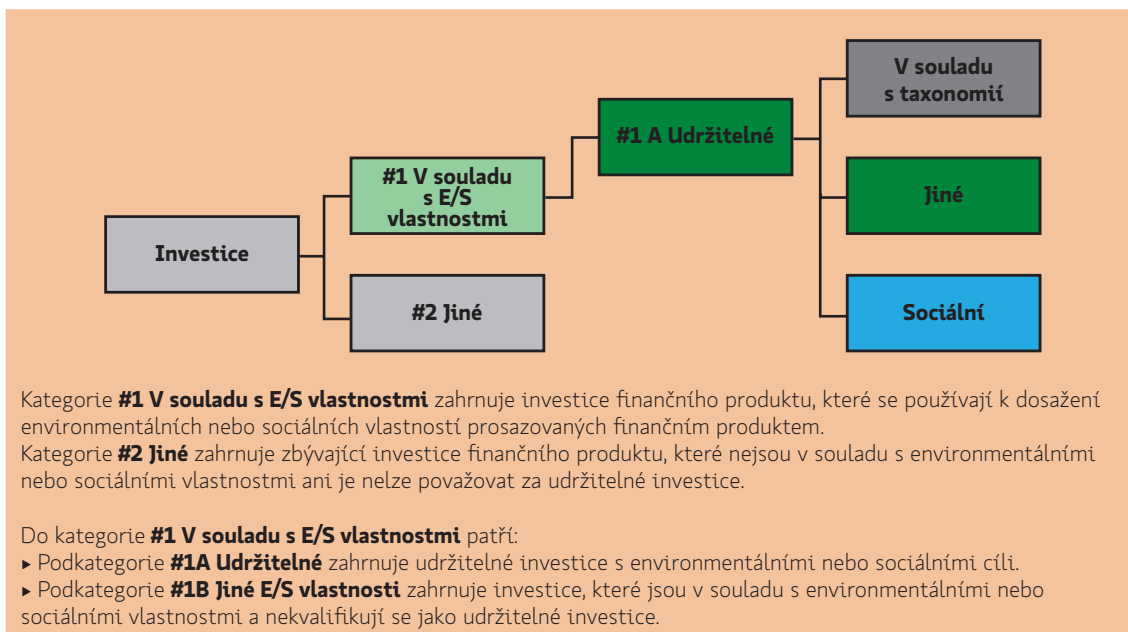 V souladu
s taxonomií
#1 A Udržitelné
#1 V souladu
s E/S
vlastnostmi
Jiné
Investice
#2 Jiné
Sociální
Kategorie #1 V souladu s E/S vlastnostmi zahrnuje investice finančního produktu, které se používají k dosažení
environmentálních nebo sociálních vlastností prosazovaných finančním produktem.
Kategorie #2 Jiné zahrnuje zbývající investice finančního produktu, které nejsou v souladu s environmentálními
nebo sociálními vlastnostmi ani je nelze považovat za udržitelné investice.
Do kategorie #1 V souladu s E/S vlastnostmi patří:
▸ Podkategorie #1A Udržitelné zahrnuje udržitelné investice s environmentálními nebo sociálními cíli.
▸ Podkategorie #1B Jiné E/S vlastnosti zahrnuje investice, které jsou v souladu s environmentálními nebo
sociálními vlastnostmi a nekvalifikují se jako udržitelné investice.